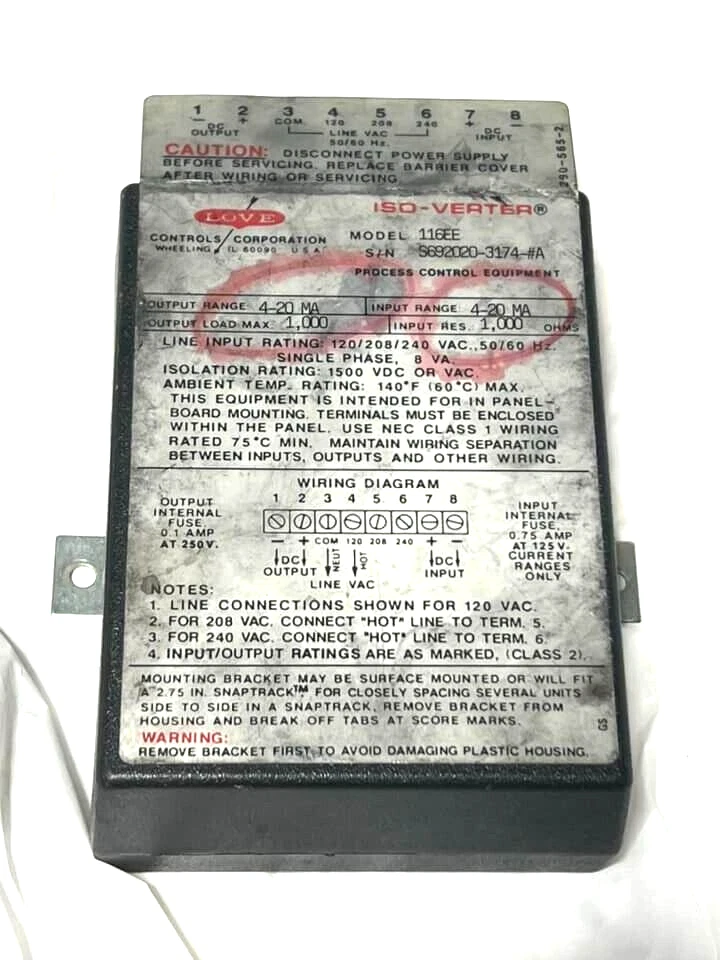 1 2 3 4 5 6 7 8
− + COM. 120 208 240 + −
DC OUTPUT LINE VAC 50/60 Hz. DC INPUT
CAUTION: DISCONNECT POWER SUPPLY
BEFORE SERVICING. REPLACE BARRIER COVER
AFTER WIRING OR SERVICING
290-565-2
LOVE ISO-VERTER®
CONTROLS CORPORATION MODEL 116EE
WHEELING, IL 60090 U S A S/N S692020-3174-#A
PROCESS CONTROL EQUIPMENT
OUTPUT RANGE 4-20 MA INPUT RANGE 4-20 MA
OUTPUT LOAD MAX. 1,000 INPUT RES. 1,000 OHMS
LINE INPUT RATING: 120/208/240 VAC., 50/60 Hz.
SINGLE PHASE, 8 VA.
ISOLATION RATING: 1500 VDC OR VAC.
AMBIENT TEMP. RATING: 140°F (60°C) MAX.
THIS EQUIPMENT IS INTENDED FOR IN PANEL-
BOARD MOUNTING. TERMINALS MUST BE ENCLOSED
WITHIN THE PANEL. USE NEC CLASS 1 WIRING
RATED 75°C MIN. MAINTAIN WIRING SEPARATION
BETWEEN INPUTS, OUTPUTS AND OTHER WIRING.
WIRING DIAGRAM
OUTPUT
INTERNAL
FUSE,
0.1 AMP
AT 250V.
1 2 3 4 5 6 7 8
− + COM 120 208 240 + −
DC OUTPUT NEUT HOT DC INPUT
LINE VAC
INPUT
INTERNAL
FUSE,
0.75 AMP
AT 125V.
CURRENT
RANGES
ONLY
NOTES:
1. LINE CONNECTIONS SHOWN FOR 120 VAC.
2. FOR 208 VAC. CONNECT "HOT" LINE TO TERM. 5.
3. FOR 240 VAC. CONNECT "HOT" LINE TO TERM. 6.
4. INPUT/OUTPUT RATINGS ARE AS MARKED, (CLASS 2).
MOUNTING BRACKET MAY BE SURFACE MOUNTED OR WILL FIT
A 2.75 IN. SNAPTRACK™. FOR CLOSELY SPACING SEVERAL UNITS
SIDE TO SIDE IN A SNAPTRACK, REMOVE BRACKET FROM
HOUSING AND BREAK OFF TABS AT SCORE MARKS.
GS
WARNING:
REMOVE BRACKET FIRST TO AVOID DAMAGING PLASTIC HOUSING.